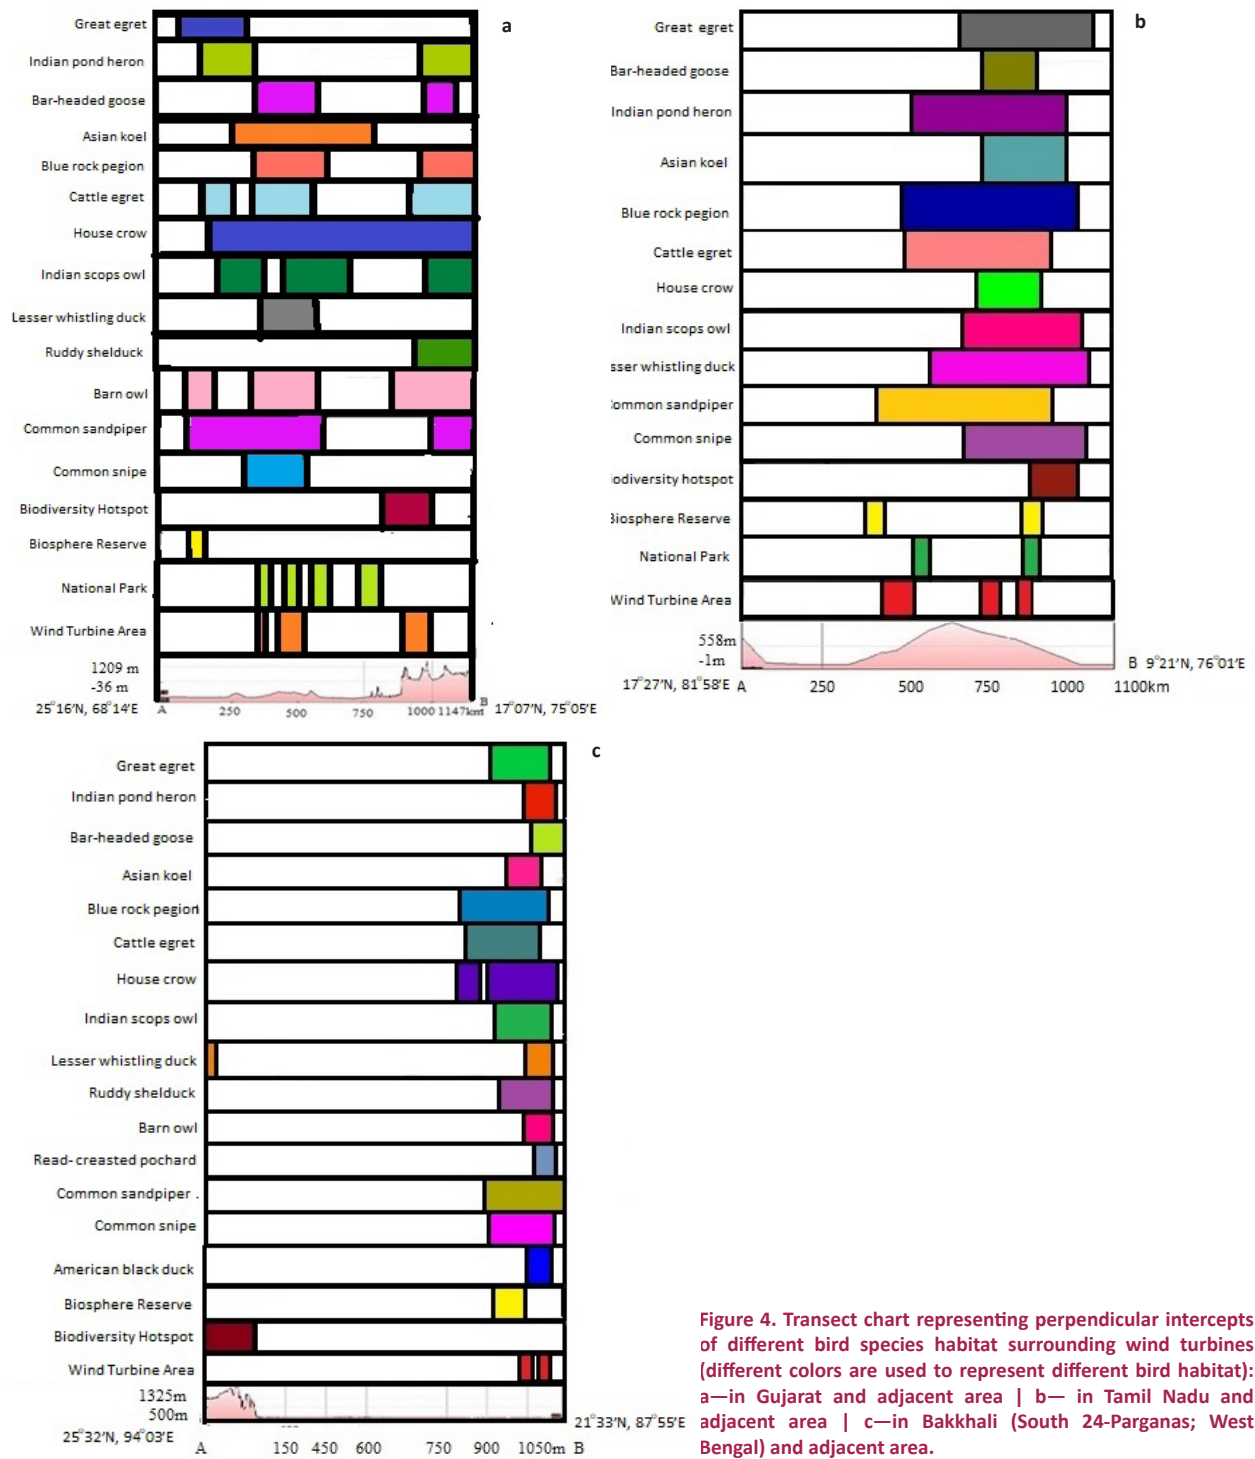 a
Great egret
Indian pond heron
Bar-headed goose
Asian koel
Blue rock pegion
Cattle egret
House crow
Indian scops owl
Lesser whistling duck
Ruddy shelduck
Barn owl
Common sandpiper
Common snipe
Biodiversity Hotspot
Biosphere Reserve
National Park
Wind Turbine Area
1209 m
-36 m
25°16'N, 68°14'E
A 250 500 750 1000 1147km B
17°07'N, 75°05'E
b
Great egret
Bar-headed goose
Indian pond heron
Asian koel
Blue rock pegion
Cattle egret
House crow
Indian scops owl
sser whistling duck
Common sandpiper
Common snipe
iodiversity hotspot
Biosphere Reserve
National Park
Wind Turbine Area
558m
-1m
17°27'N, 81°58'E
A 250 500 750 1000 1100km
B 9°21'N, 76°01'E
c
Great egret
Indian pond heron
Bar-headed goose
Asian koel
Blue rock pegion
Cattle egret
House crow
Indian scops owl
Lesser whistling duck
Ruddy shelduck
Barn owl
Read- creasted pochard
Common sandpiper .
Common snipe
American black duck
Biosphere Reserve
Biodiversity Hotspot
Wind Turbine Area
1325m
500m
25°32'N, 94°03'E
A 150 450 600 750 900 1050m B
21°33'N, 87°55'E
Figure 4. Transect chart representing perpendicular intercepts
of different bird species habitat surrounding wind turbines
(different colors are used to represent different bird habitat):
a—in Gujarat and adjacent area | b— in Tamil Nadu and
adjacent area | c—in Bakkhali (South 24-Parganas; West
Bengal) and adjacent area.